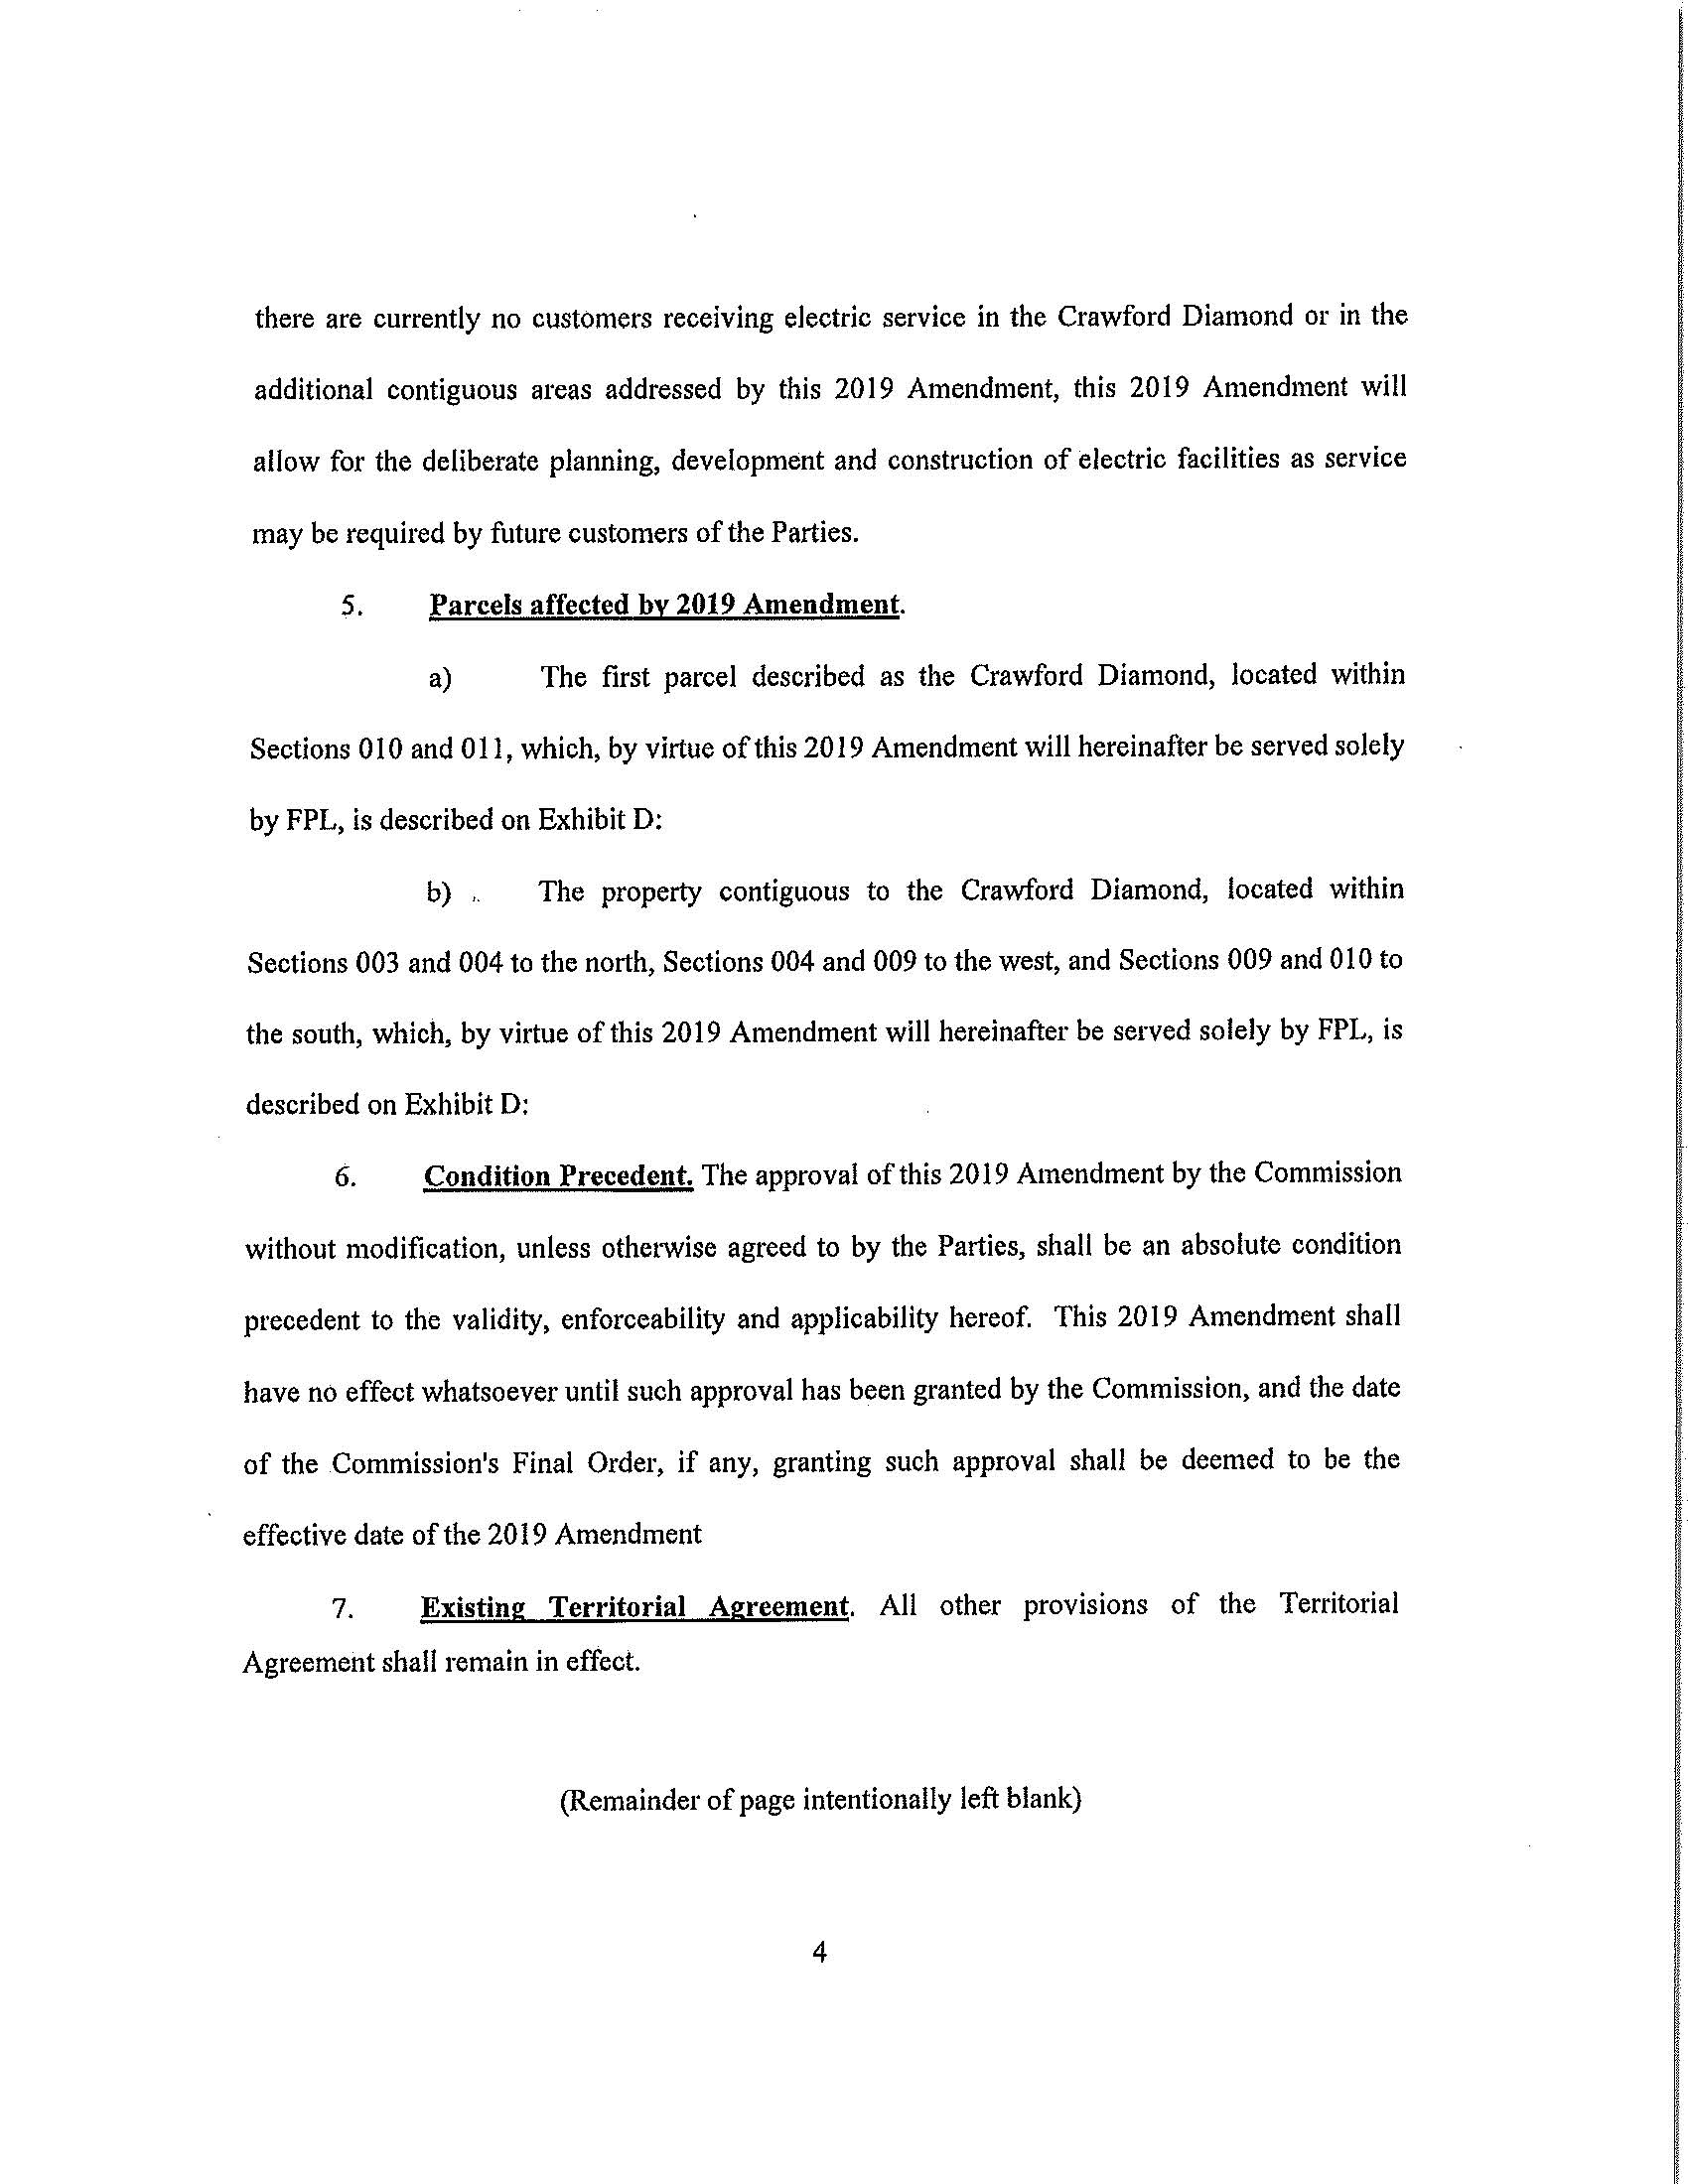 there are currently no customers receiving electric service in the Crawford Diamond or in the
additional contiguous areas addressed by this 2019 Amendment, this 2019 Amendment will
allow for the deliberate planning, development and construction of electric facilities as service
may be required by future customers of the Parties.
5. Parcels affected by 2019 Amendment.
a) The first parcel described as the Crawford Diamond, located within
Sections 010 and 011, which, by virtue of this 2019 Amendment will hereinafter be served solely
by FPL, is described on Exhibit D:
b) The property contiguous to the Crawford Diamond, located within
Sections 003 and 004 to the north, Sections 004 and 009 to the west, and Sections 009 and 010 to
the south, which, by virtue of this 2019 Amendment will hereinafter be served solely by FPL, is
described on Exhibit D:
6. Condition Precedent. The approval of this 2019 Amendment by the Commission
without modification, unless otherwise agreed to by the Parties, shall be an absolute condition
precedent to the validity, enforceability and applicability hereof. This 2019 Amendment shall
have no effect whatsoever until such approval has been granted by the Commission, and the date
of the Commission's Final Order, if any, granting such approval shall be deemed to be the
effective date of the 2019 Amendment
7. Existing Territorial Agreement. All other provisions of the Territorial
Agreement shall remain in effect.
(Remainder of page intentionally left blank)
4